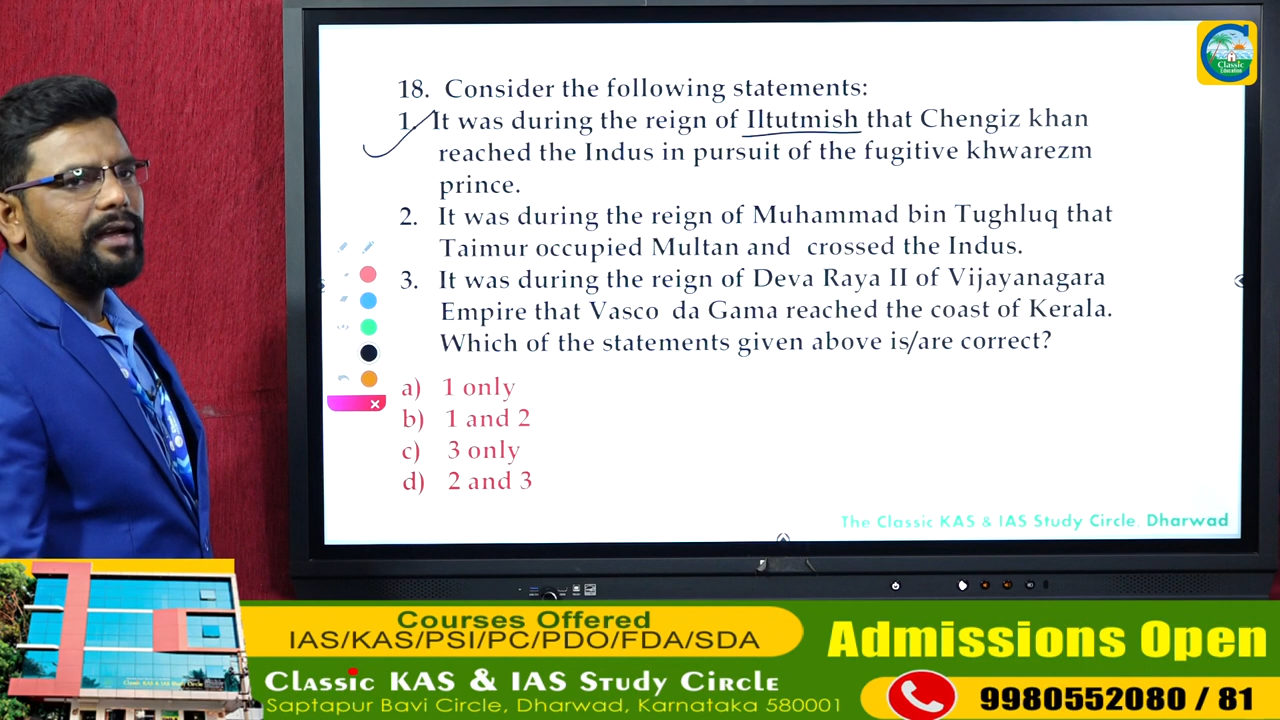 Classic
Education
18. Consider the following statements:
1. It was during the reign of Iltutmish that Chengiz khan
reached the Indus in pursuit of the fugitive khwarezm
prince.
2. It was during the reign of Muhammad bin Tughluq that
Taimur occupied Multan and crossed the Indus.
3. It was during the reign of Deva Raya II of Vijayanagara
Empire that Vasco da Gama reached the coast of Kerala.
Which of the statements given above is/are correct?
a) 1 only
b) 1 and 2
c) 3 only
d) 2 and 3
The Classic KAS & IAS Study Circle, Dharwad
Courses Offered
IAS/KAS/PSI/PC/PDO/FDA/SDA
Classic KAS & IAS Study Circle
Saptapur Bavi Circle, Dharwad, Karnataka 580001
Admissions Open
9980552080 / 81